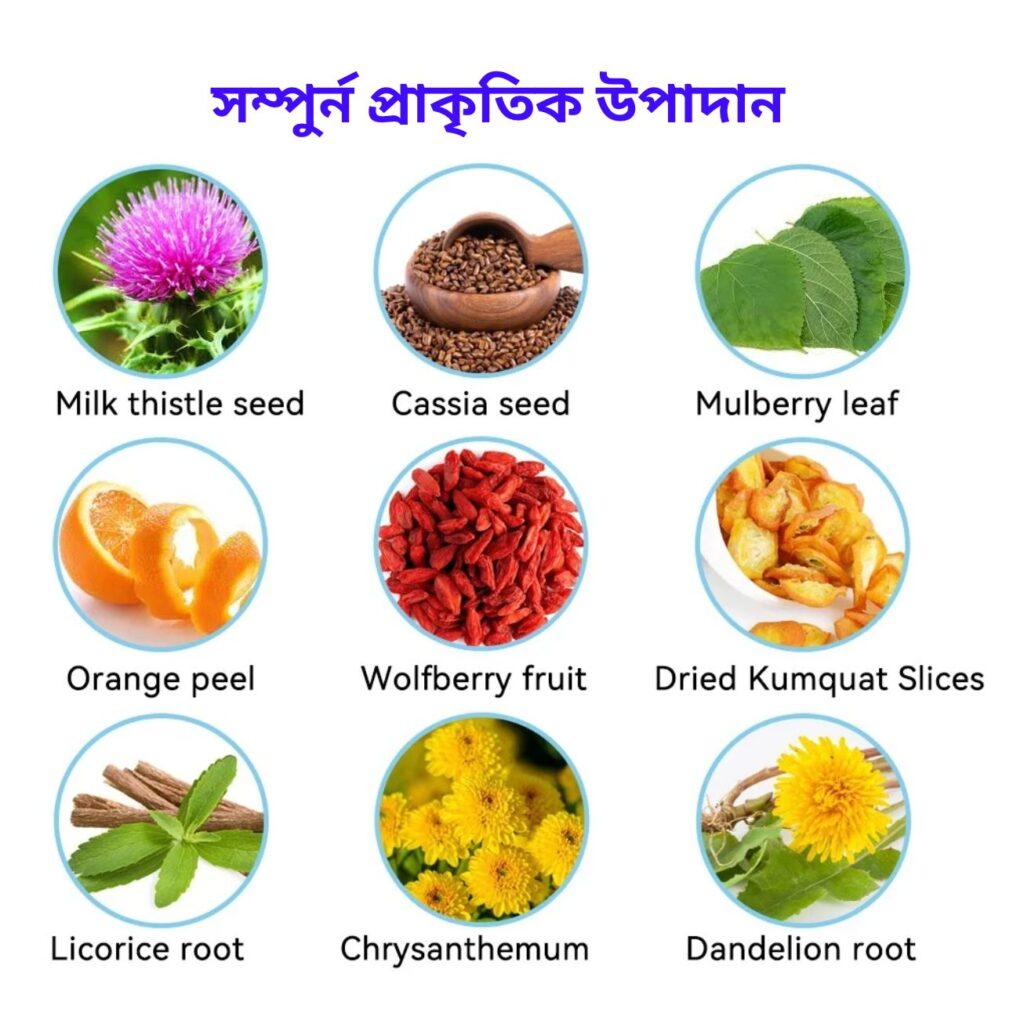 সম্পুর্ন প্রাকৃতিক উপাদান
Milk thistle seed
Cassia seed
Mulberry leaf
Orange peel
Wolfberry fruit
Dried Kumquat Slices
Licorice root
Chrysanthemum
Dandelion root